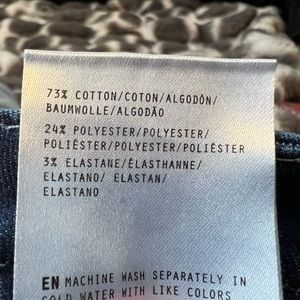 73% COTTON/COTON/ALGODÓN/
BAUMWOLLE/ALGODÃO
24% POLYESTER/POLYESTER/
POLIÉSTER/POLYESTER/POLIÉSTER
3% ELASTANE/ÉLASTHANNE/
ELASTANO/ ELASTAN/
ELASTANO
EN MACHINE WASH SEPARATELY IN
COLD WATER WITH LIKE COLORS